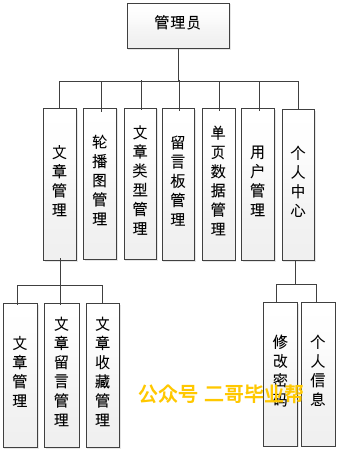 管理员
文章管理
轮播图管理
文章类型管理
留言板管理
单页数据管理
用户管理
个人中心
文章管理
文章留言管理
文章收藏管理
修改密码
个人信息
公众号 二哥毕业帮